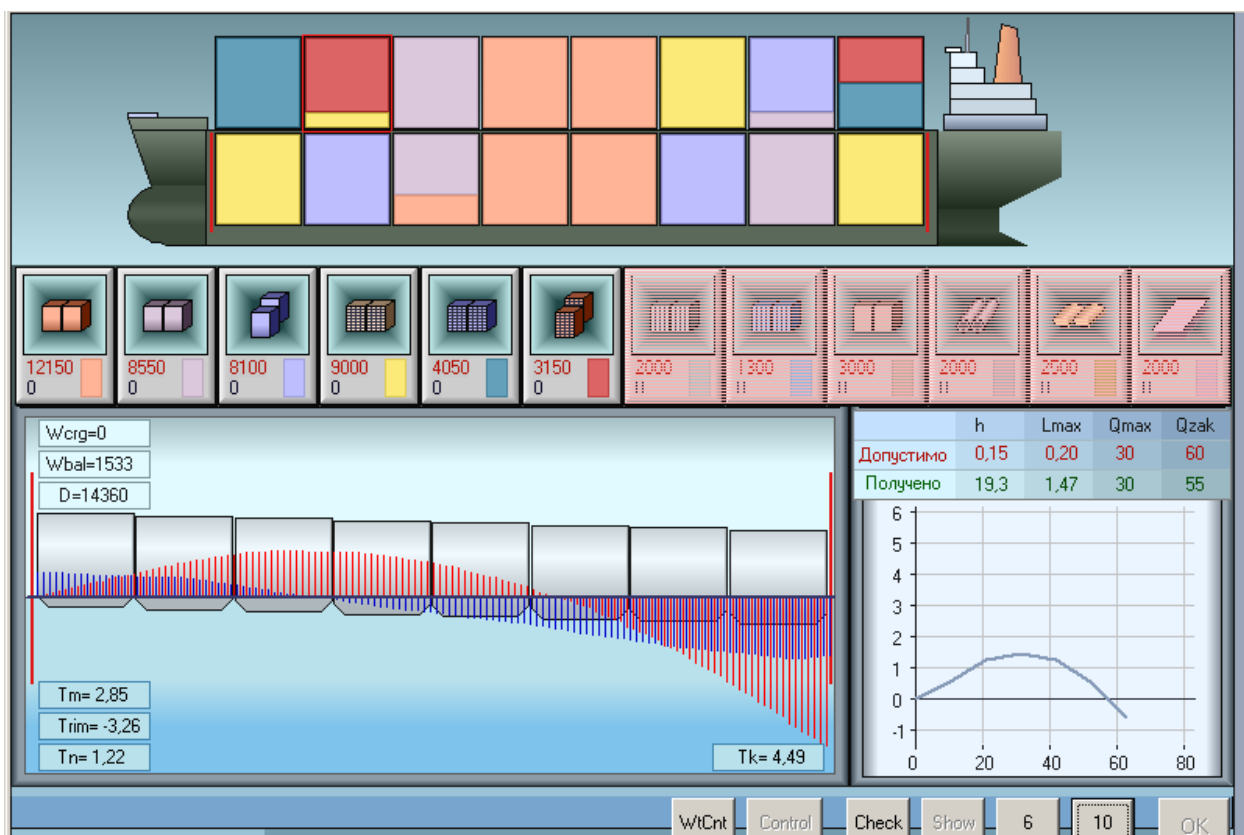 12150 8550 8100 9000 4050 3150 2000 1300 3000 2000 2500 2000
0 0 0 0 0 0
Wcrg=0
Wbal=1533
D=14360
Tm= 2,85
Trim= -3,26
Tn= 1,22
Tk= 4,49
h Lmax Qmax Qzak
Допустимо 0,15 0,20 30 60
Получено 19,3 1,47 30 55
6
5
4
3
2
1
0
-1
0 20 40 60 80
WtCnt Control Check Show 6 10 OK